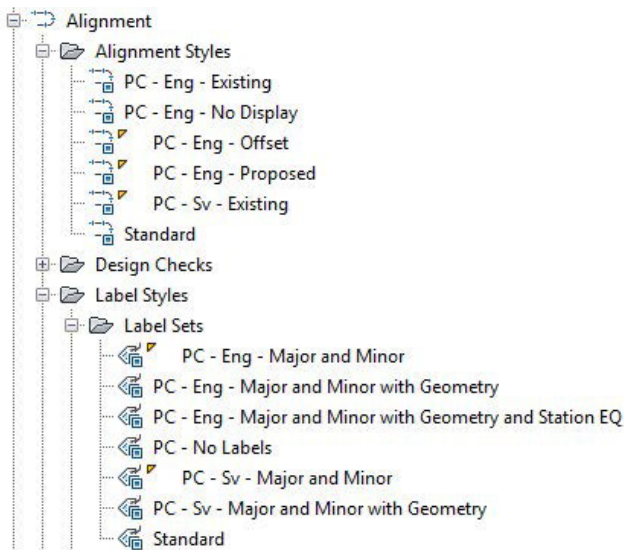 Alignment
Alignment Styles
PC - Eng - Existing
PC - Eng - No Display
PC - Eng - Offset
PC - Eng - Proposed
PC - Sv - Existing
Standard
Design Checks
Label Styles
Label Sets
PC - Eng - Major and Minor
PC - Eng - Major and Minor with Geometry
PC - Eng - Major and Minor with Geometry and Station EQ
PC - No Labels
PC - Sv - Major and Minor
PC - Sv - Major and Minor with Geometry
Standard